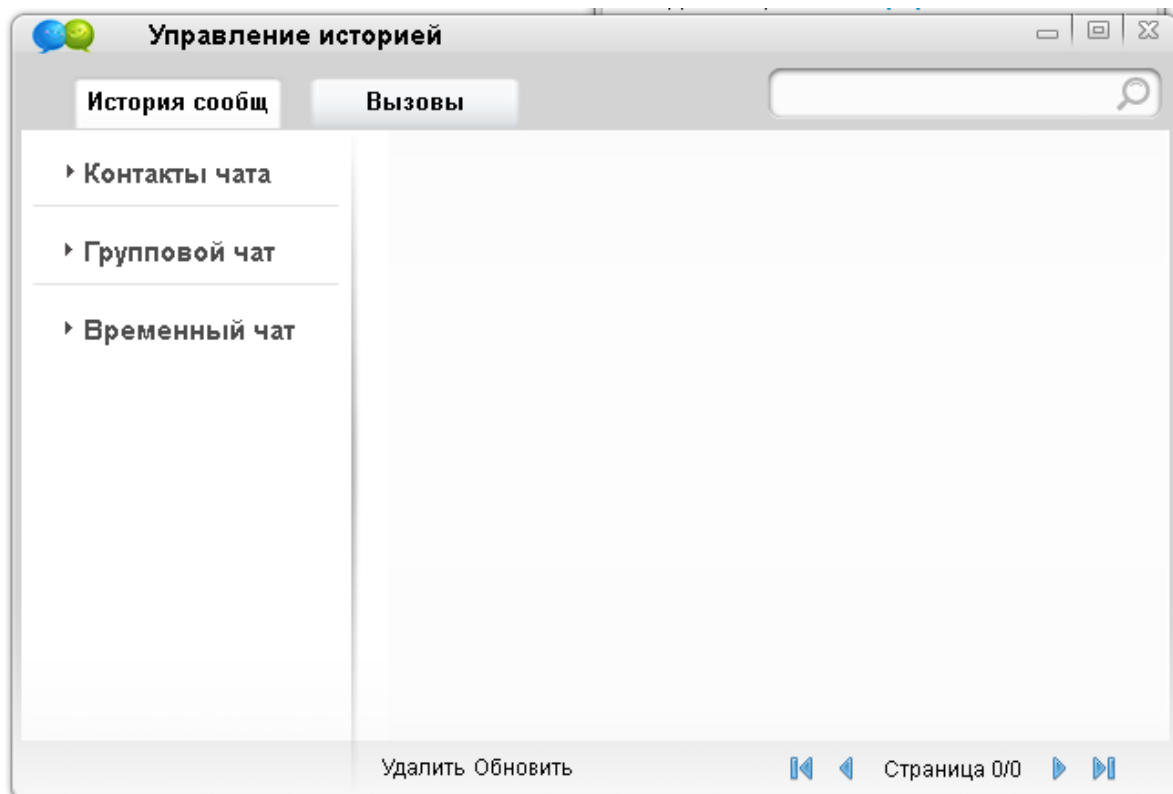 Управление историей
История сообщ Вызовы
Контакты чата
Групповой чат
Временный чат
Удалить Обновить Страница 0/0